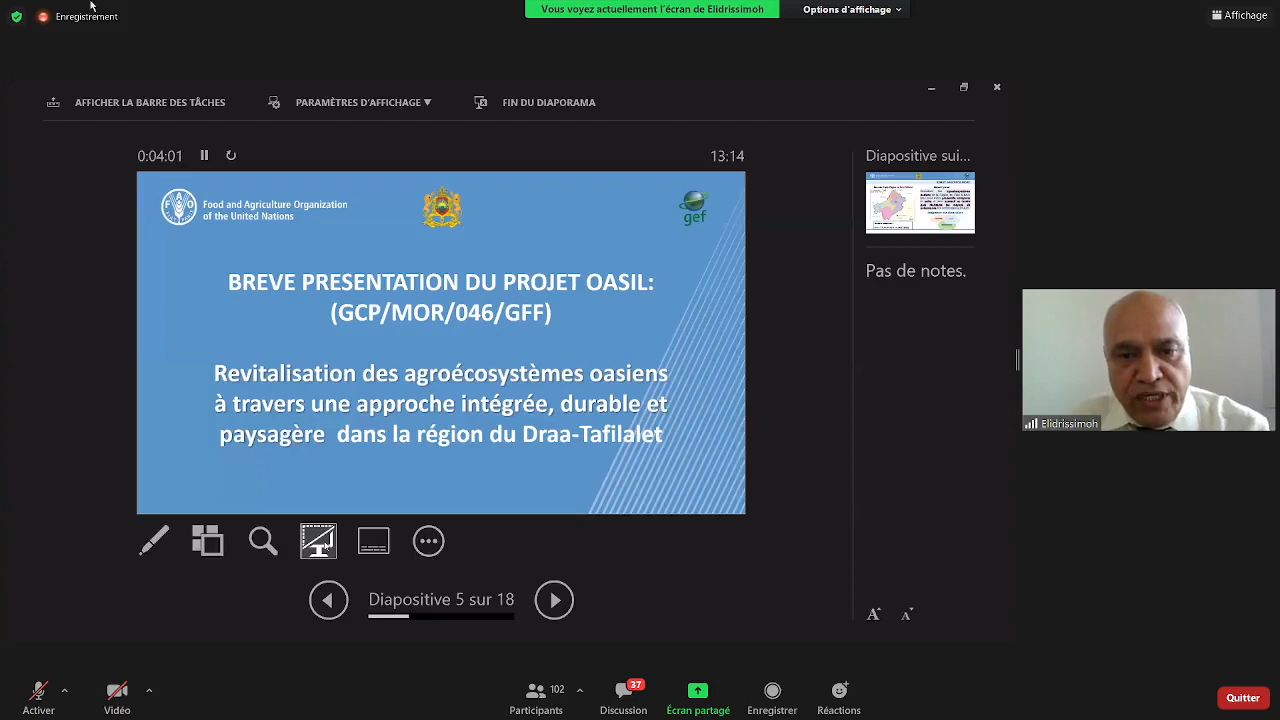 Enregistrement
Vous voyez actuellement l'écran de Elidrissimoh
Options d'affichage
Affichage
AFFICHER LA BARRE DES TÂCHES
PARAMÈTRES D'AFFICHAGE ▼
FIN DU DIAPORAMA
0:04:01
13:14
Diapositive sui...
Food and Agriculture Organization
of the United Nations
gef
BREVE PRESENTATION DU PROJET OASIL:
(GCP/MOR/046/GFF)
Revitalisation des agroécosystèmes oasiens
à travers une approche intégrée, durable et
paysagère dans la région du Draa-Tafilalet
Pas de notes.
Elidrissimoh
Diapositive 5 sur 18
A A
Activer
Vidéo
102
Participants
37
Discussion
Écran partagé
Enregistrer
Réactions
Quitter